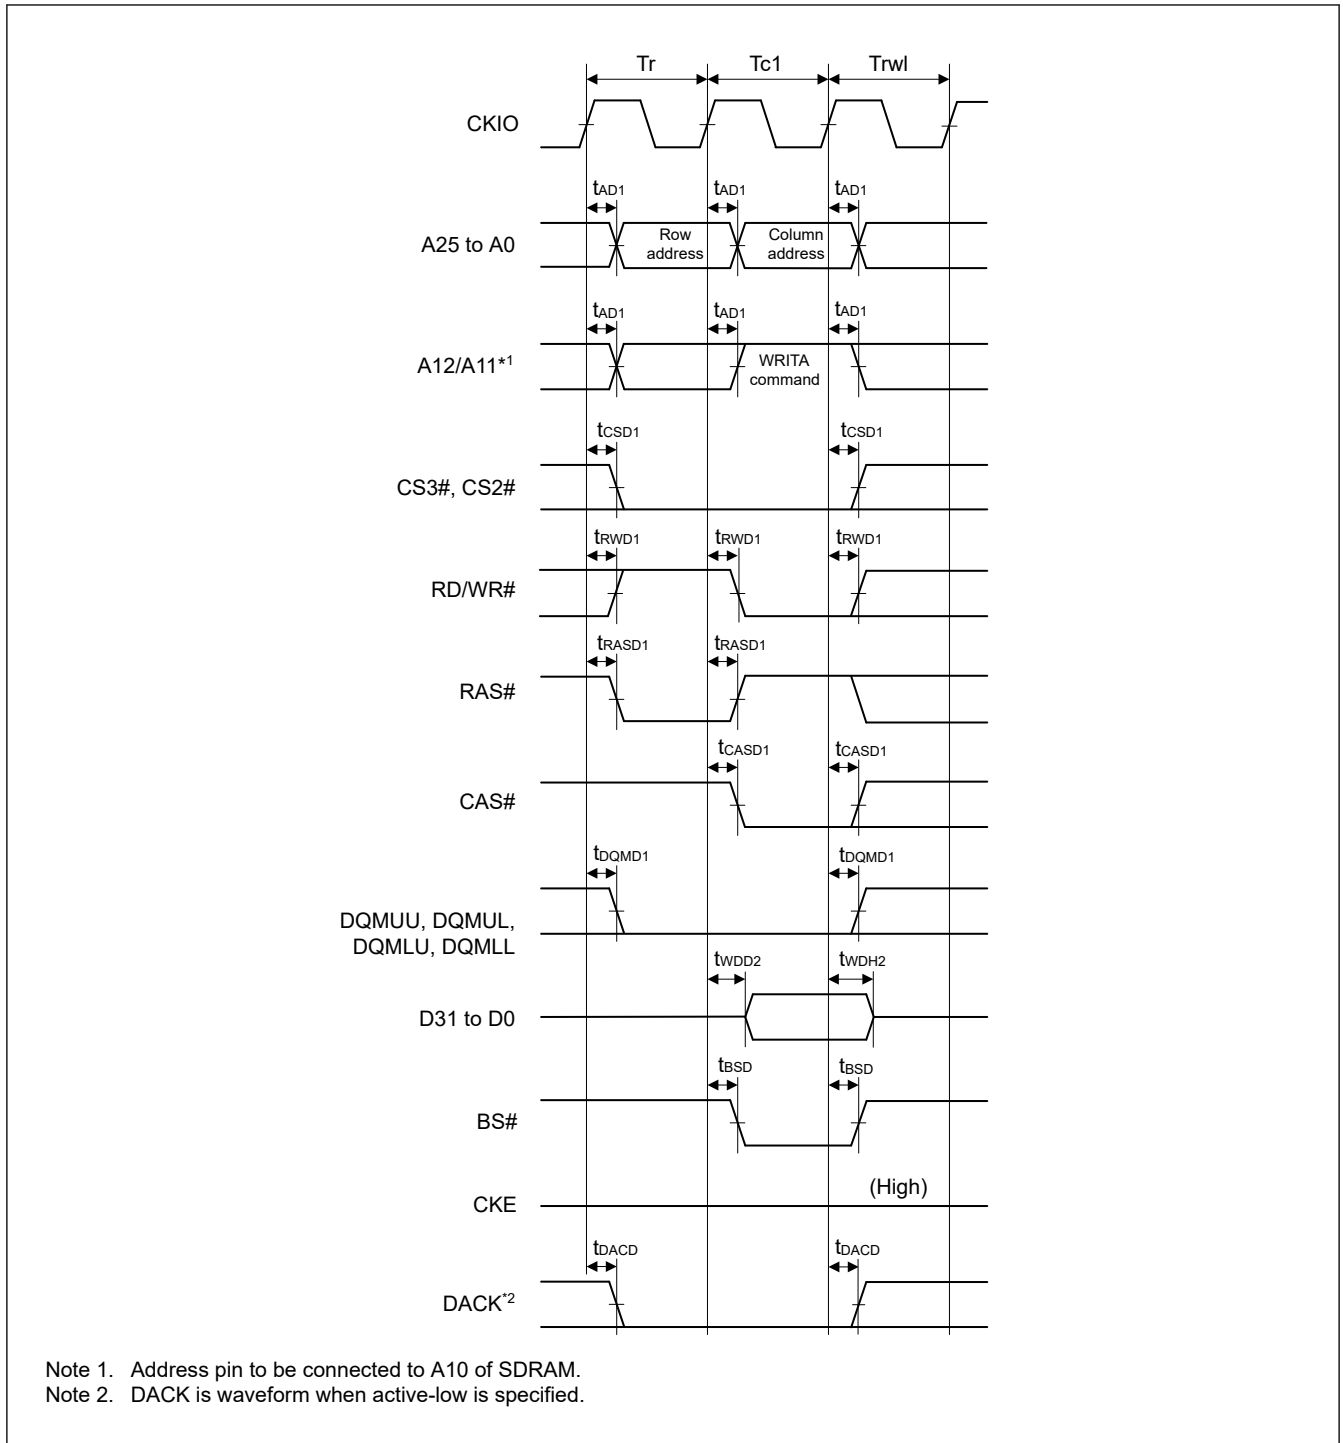 Tr Tc1 Trwl
CKIO
tAD1 tAD1 tAD1
A25 to A0
Row address
Column address
tAD1 tAD1 tAD1
A12/A11*1
WRITA command
tCSD1 tCSD1
CS3#, CS2#
tRWD1 tRWD1 tRWD1
RD/WR#
tRASD1 tRASD1
RAS#
tCASD1 tCASD1
CAS#
tDQMD1 tDQMD1
DQMUU, DQMUL,
DQMLU, DQMLL
tWDD2 tWDH2
D31 to D0
tBSD tBSD
BS#
(High)
CKE
tDACD tDACD
DACK*2
Note 1. Address pin to be connected to A10 of SDRAM.
Note 2. DACK is waveform when active-low is specified.